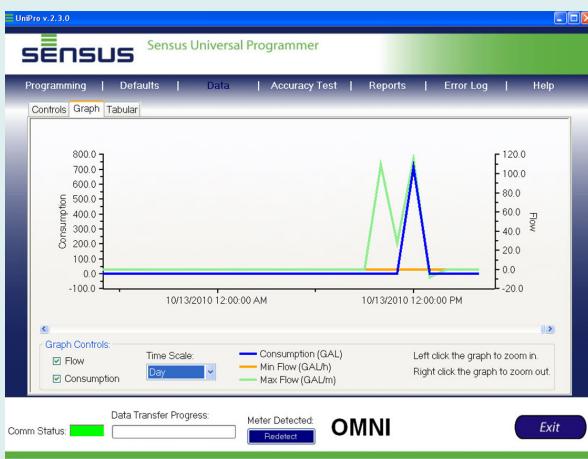 UniPro v.2.3.0
sensus
Sensus Universal Programmer
Programming | Defaults | Data | Accuracy Test | Reports | Error Log | Help
Controls Graph Tabular
800.0
700.0
600.0
500.0
400.0
300.0
200.0
100.0
0.0
-100.0
Consumption
120.0
100.0
80.0
60.0
40.0
20.0
0.0
-20.0
Flow
10/13/2010 12:00:00 AM 10/13/2010 12:00:00 PM
Graph Controls:
Flow
Consumption
Time Scale:
Day
Consumption (GAL)
Min Flow (GAL/h)
Max Flow (GAL/m)
Left click the graph to zoom in.
Right click the graph to zoom out.
Comm Status:
Data Transfer Progress:
Meter Detected:
Redetect
OMNI
Exit